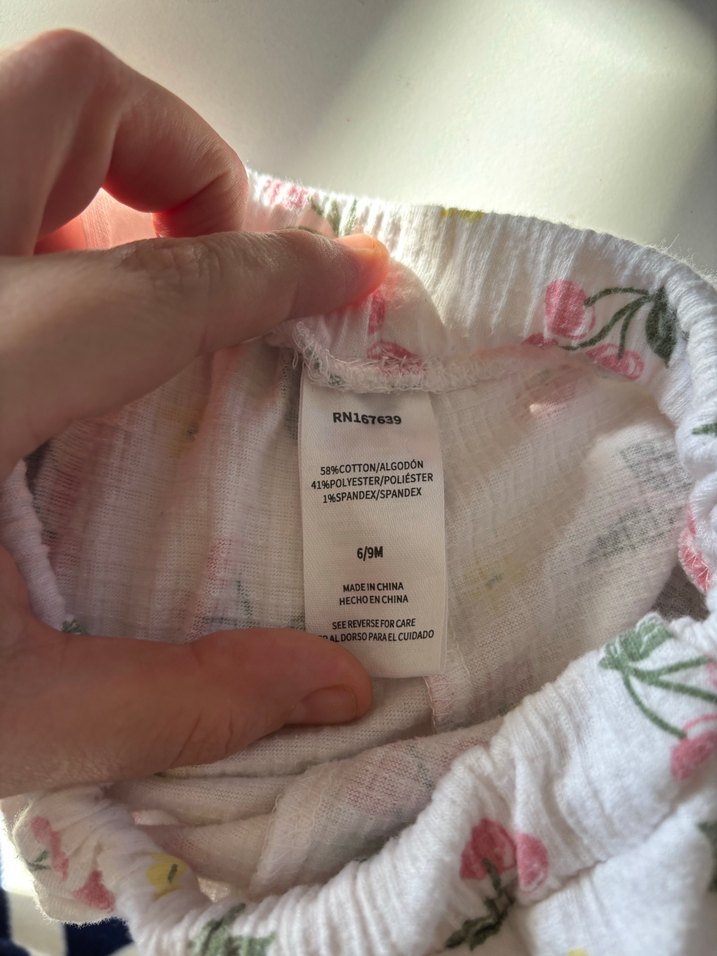 RN167639
58%COTTON/ALGODÓN
41%POLYESTER/POLIÉSTER
1%SPANDEX/SPANDEX
6/9M
MADE IN CHINA
HECHO EN CHINA
SEE REVERSE FOR CARE
AL DORSO PARA EL CUIDADO